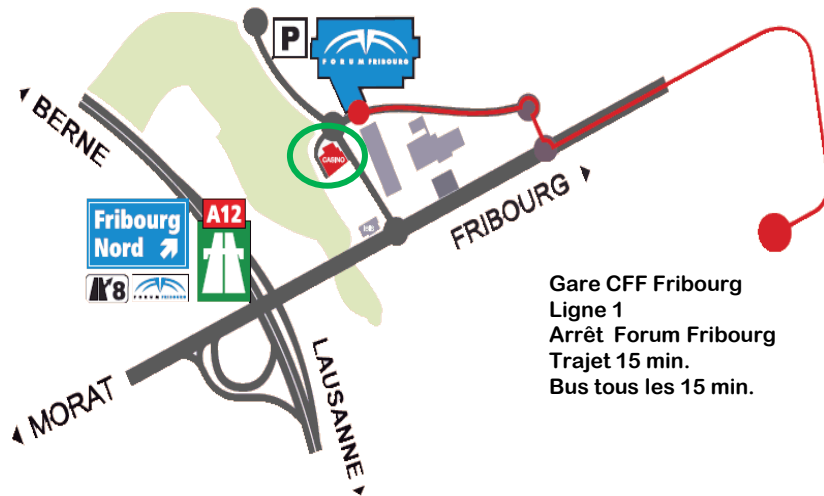 P
FORUM FRIBOURG
BERNE
CASINO
A12
Fribourg
Nord
8
FORUM FRIBOURG
FRIBOURG
MORAT
LAUSANNE
Gare CFF Fribourg
Ligne 1
Arrêt Forum Fribourg
Trajet 15 min.
Bus tous les 15 min.